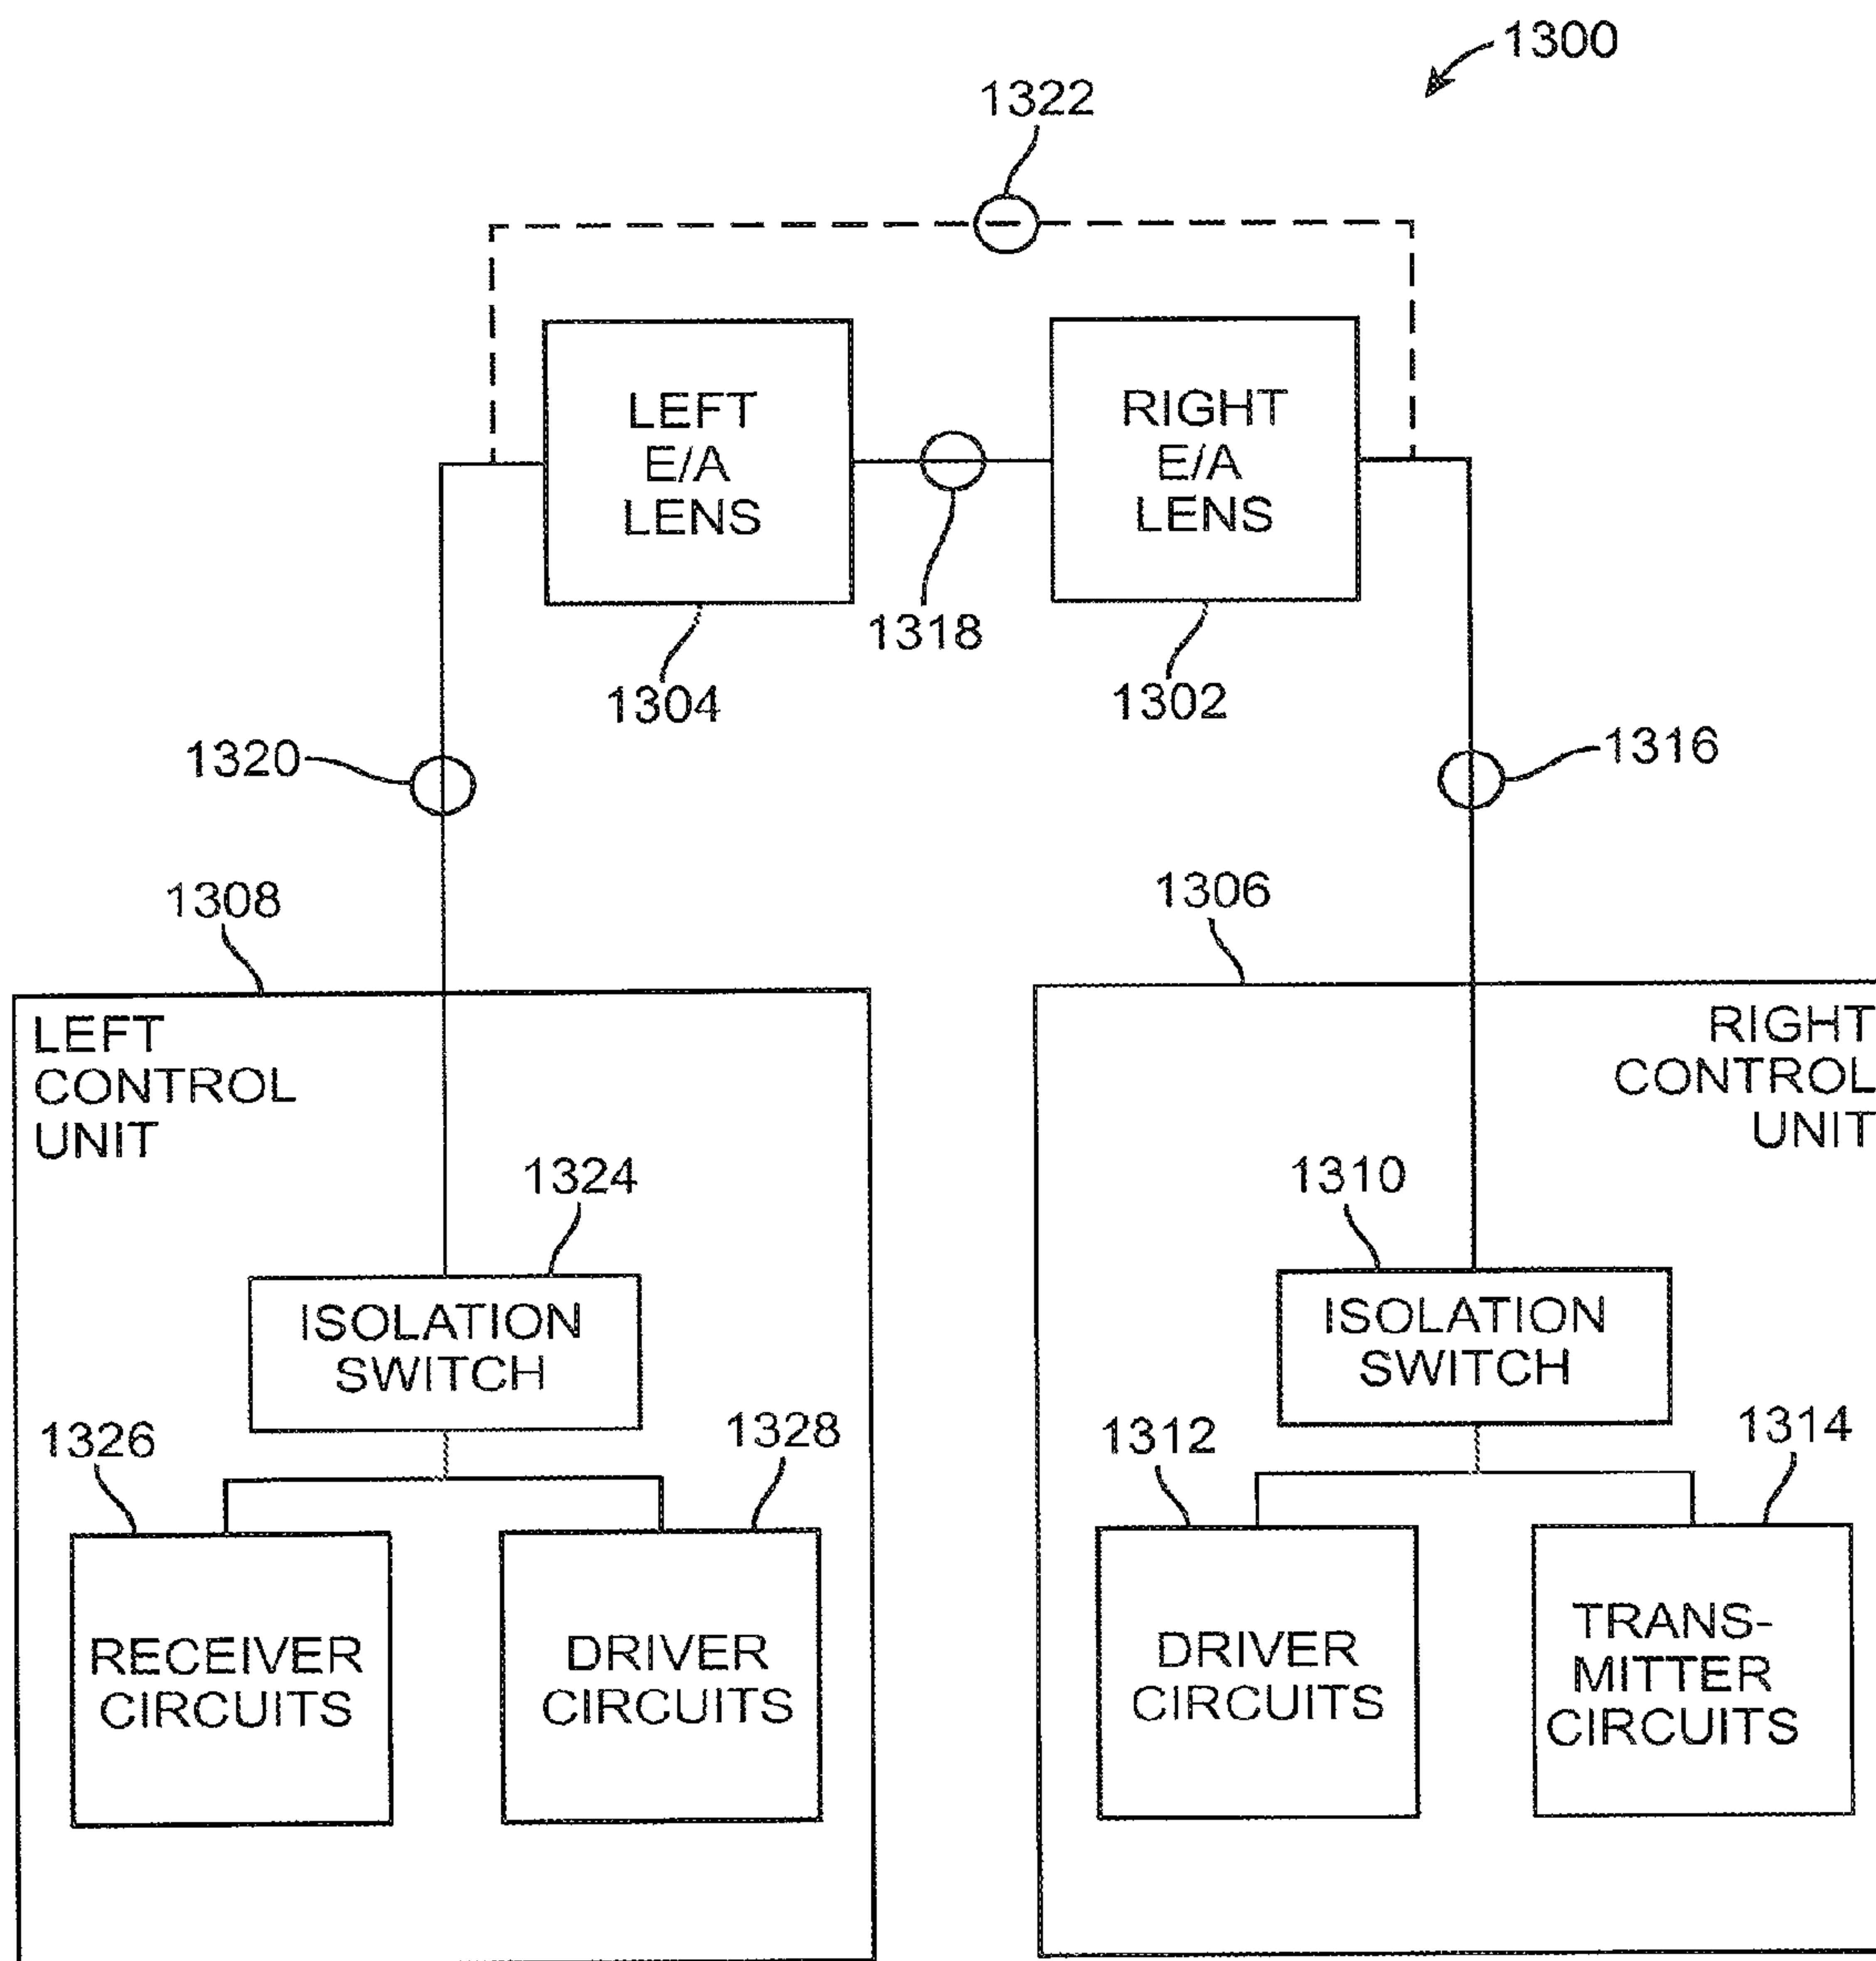 1300
1322
LEFT
E/A
LENS
RIGHT
E/A
LENS
1318
1304
1302
1320
1316
1308
1306
LEFT
CONTROL
UNIT
RIGHT
CONTROL
UNIT
1324
1310
ISOLATION
SWITCH
ISOLATION
SWITCH
1326
1328
1312
1314
RECEIVER
CIRCUITS
DRIVER
CIRCUITS
DRIVER
CIRCUITS
TRANS-
MITTER
CIRCUITS